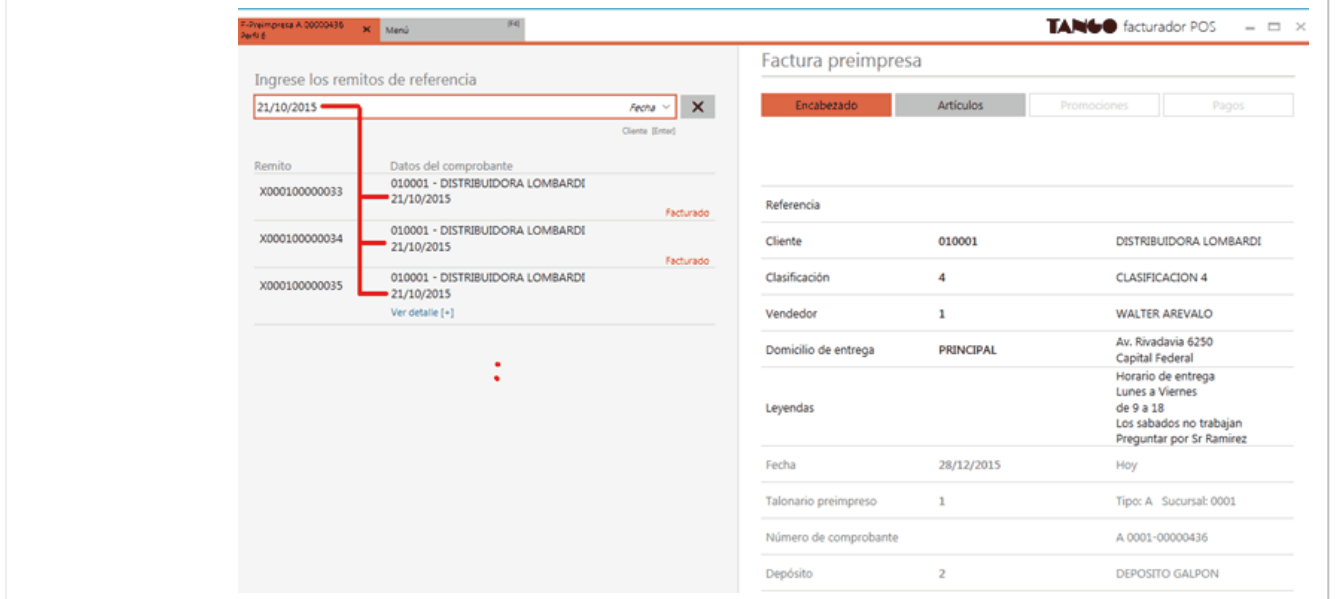 F-Preimpresa A 00000436
Perfil 6
Menú
[F4]
TANGO facturador POS
Ingrese los remitos de referencia
21/10/2015
Fecha
Cliente [Enter]
Remito Datos del comprobante
X000100000033
010001 - DISTRIBUIDORA LOMBARDI
21/10/2015
Facturado
X000100000034
010001 - DISTRIBUIDORA LOMBARDI
21/10/2015
Facturado
X000100000035
010001 - DISTRIBUIDORA LOMBARDI
21/10/2015
Ver detalle [+]
Factura preimpresa
Encabezado Artículos Promociones Pagos
Referencia
Cliente 010001 DISTRIBUIDORA LOMBARDI
Clasificación 4 CLASIFICACION 4
Vendedor 1 WALTER AREVALO
Domicilio de entrega PRINCIPAL Av. Rivadavia 6250
Capital Federal
Leyendas
Horario de entrega
Lunes a Viernes
de 9 a 18
Los sabados no trabajan
Preguntar por Sr Ramirez
Fecha 28/12/2015 Hoy
Talonario preimpreso 1 Tipo: A Sucursal: 0001
Número de comprobante A 0001-00000436
Depósito 2 DEPOSITO GALPON